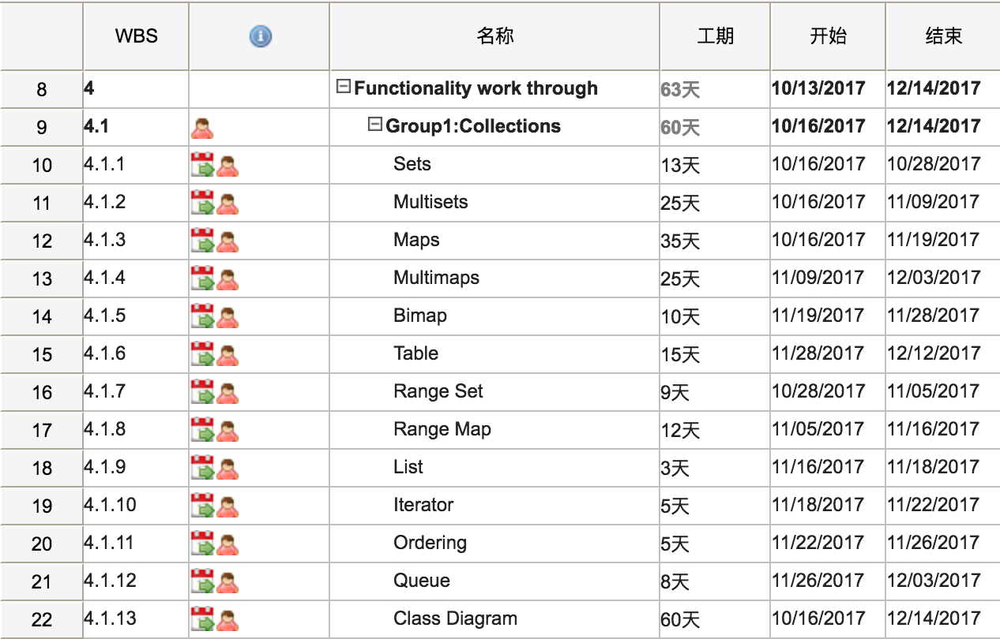 WBS 名称 工期 开始 结束
8 4 Functionality work through 63天 10/13/2017 12/14/2017
9 4.1 Group1:Collections 60天 10/16/2017 12/14/2017
10 4.1.1 Sets 13天 10/16/2017 10/28/2017
11 4.1.2 Multisets 25天 10/16/2017 11/09/2017
12 4.1.3 Maps 35天 10/16/2017 11/19/2017
13 4.1.4 Multimaps 25天 11/09/2017 12/03/2017
14 4.1.5 Bimap 10天 11/19/2017 11/28/2017
15 4.1.6 Table 15天 11/28/2017 12/12/2017
16 4.1.7 Range Set 9天 10/28/2017 11/05/2017
17 4.1.8 Range Map 12天 11/05/2017 11/16/2017
18 4.1.9 List 3天 11/16/2017 11/18/2017
19 4.1.10 Iterator 5天 11/18/2017 11/22/2017
20 4.1.11 Ordering 5天 11/22/2017 11/26/2017
21 4.1.12 Queue 8天 11/26/2017 12/03/2017
22 4.1.13 Class Diagram 60天 10/16/2017 12/14/2017